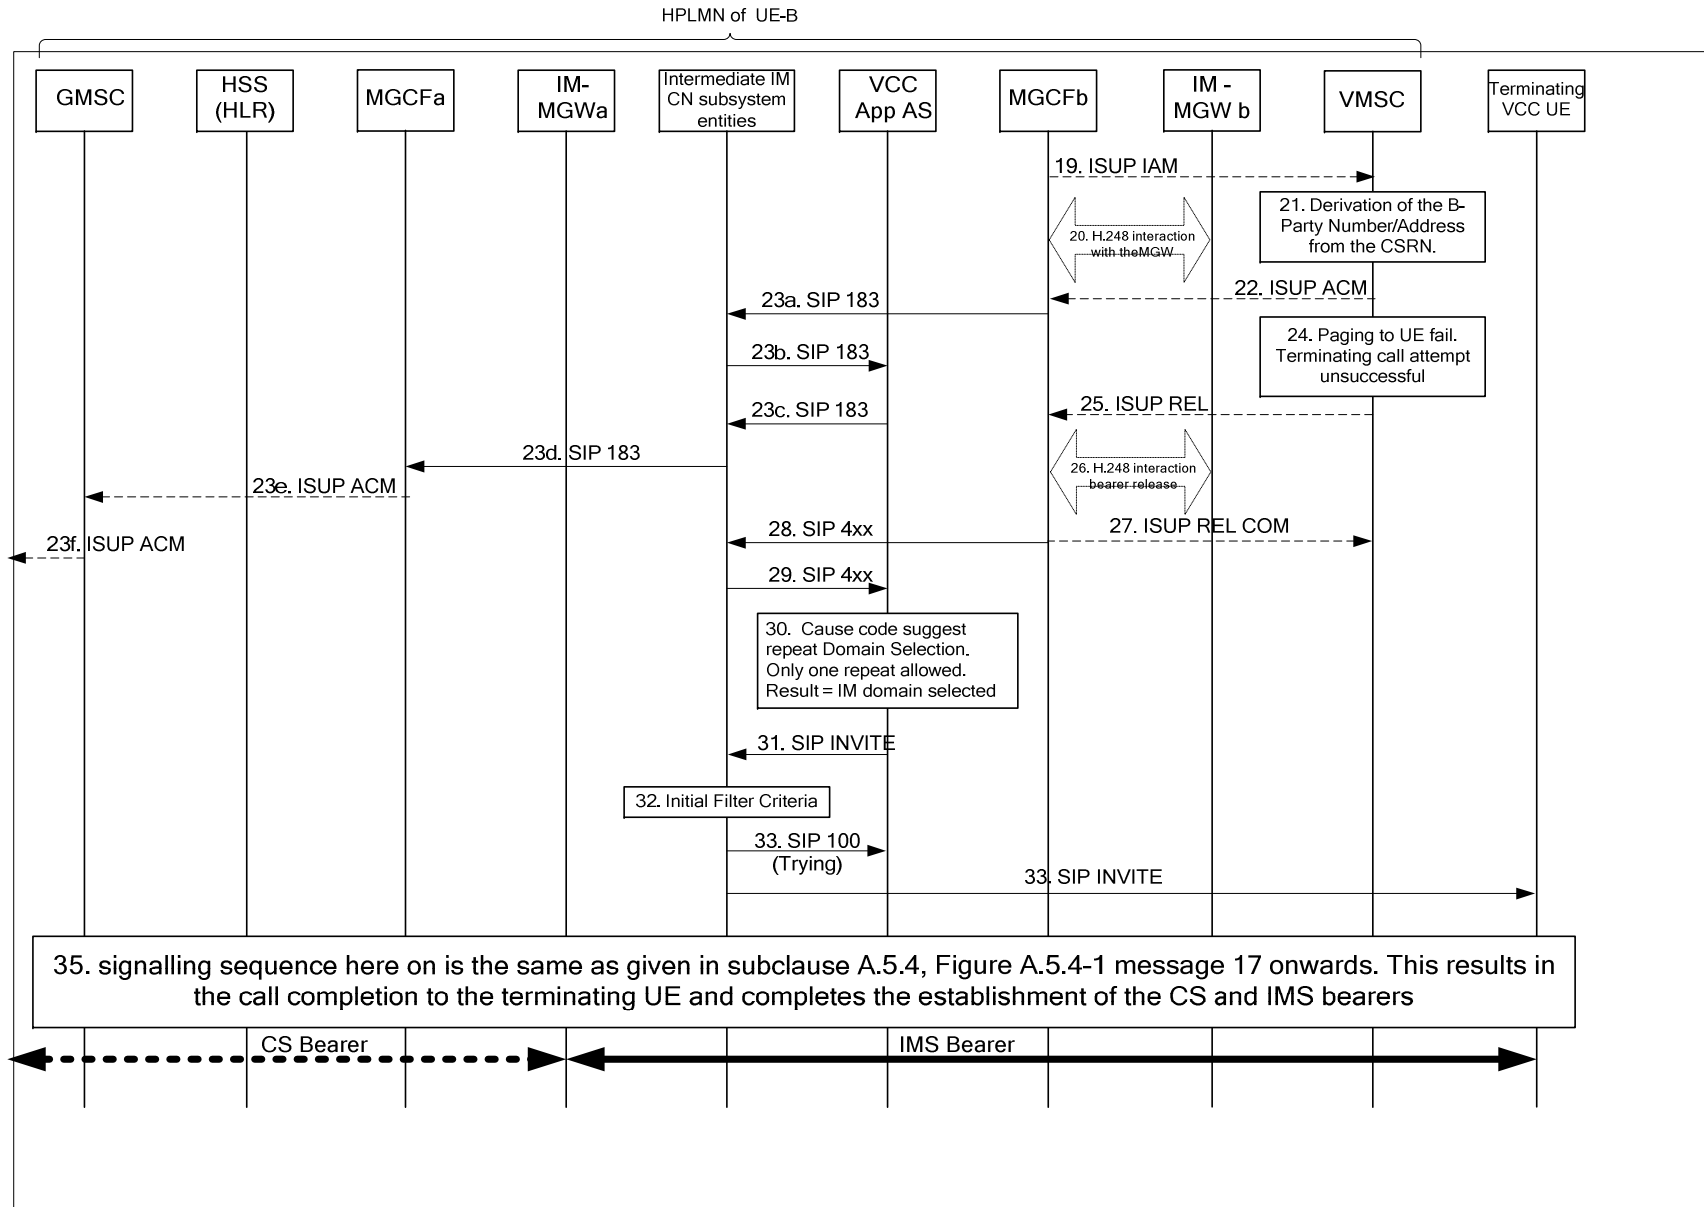 HPLMN of UE-B
GMSC
HSS
(HLR)
MGCFa
IM-
MGWa
Intermediate IM
CN subsystem
entities
VCC
App AS
MGCFb
IM -
MGW b
VMSC
Terminating
VCC UE
19. ISUP IAM
21. Derivation of the B-
Party Number/Address
from the CSRN.
20. H.248 interaction
with theMGW
22. ISUP ACM
23a. SIP 183
24. Paging to UE fail.
Terminating call attempt
unsuccessful
23b. SIP 183
25. ISUP REL
23c. SIP 183
23d. SIP 183
26. H.248 interaction
bearer release
23e. ISUP ACM
27. ISUP REL COM
28. SIP 4xx
23f. ISUP ACM
29. SIP 4xx
30. Cause code suggest
repeat Domain Selection.
Only one repeat allowed.
Result = IM domain selected
31. SIP INVITE
32. Initial Filter Criteria
33. SIP 100
(Trying)
33. SIP INVITE
35. signalling sequence here on is the same as given in subclause A.5.4, Figure A.5.4-1 message 17 onwards. This results in
the call completion to the terminating UE and completes the establishment of the CS and IMS bearers
CS Bearer
IMS Bearer